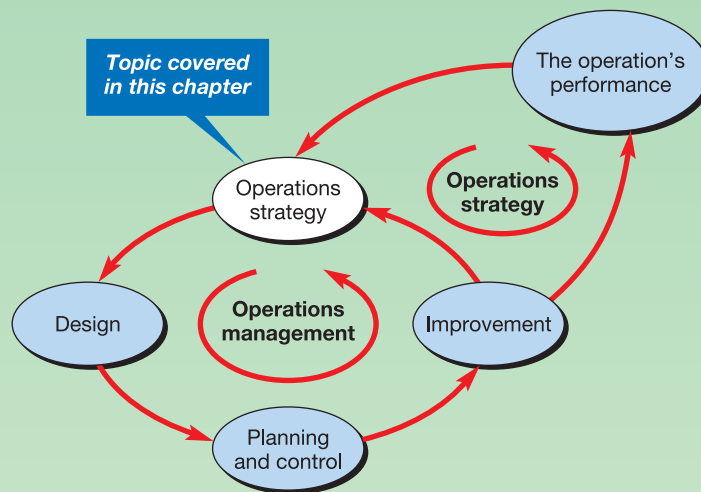 Topic covered
in this chapter
The operation's
performance
Operations
strategy
Operations
strategy
Design
Operations
management
Improvement
Planning
and control